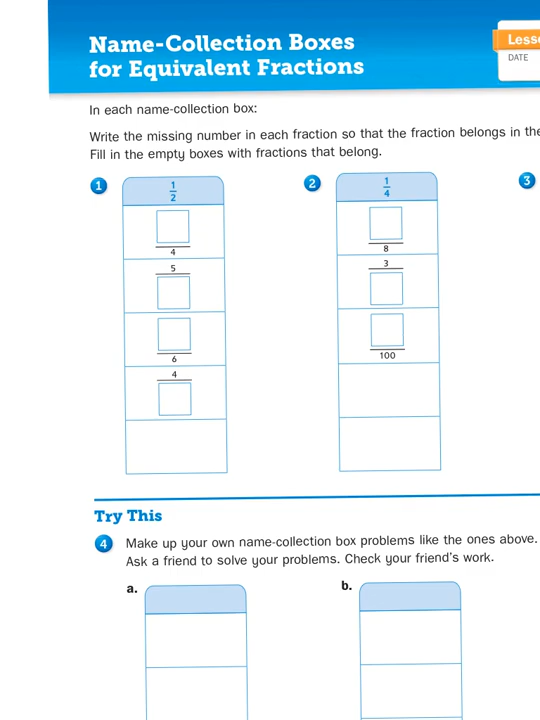 Name-Collection Boxes
for Equivalent Fractions
DATE
In each name-collection box:
Write the missing number in each fraction so that the fraction belongs in the
Fill in the empty boxes with fractions that belong.
1
1
2
4
5
6
4
2
1
4
8
3
100
3
Try This
4 Make up your own name-collection box problems like the ones above.
Ask a friend to solve your problems. Check your friend's work.
a.
b.